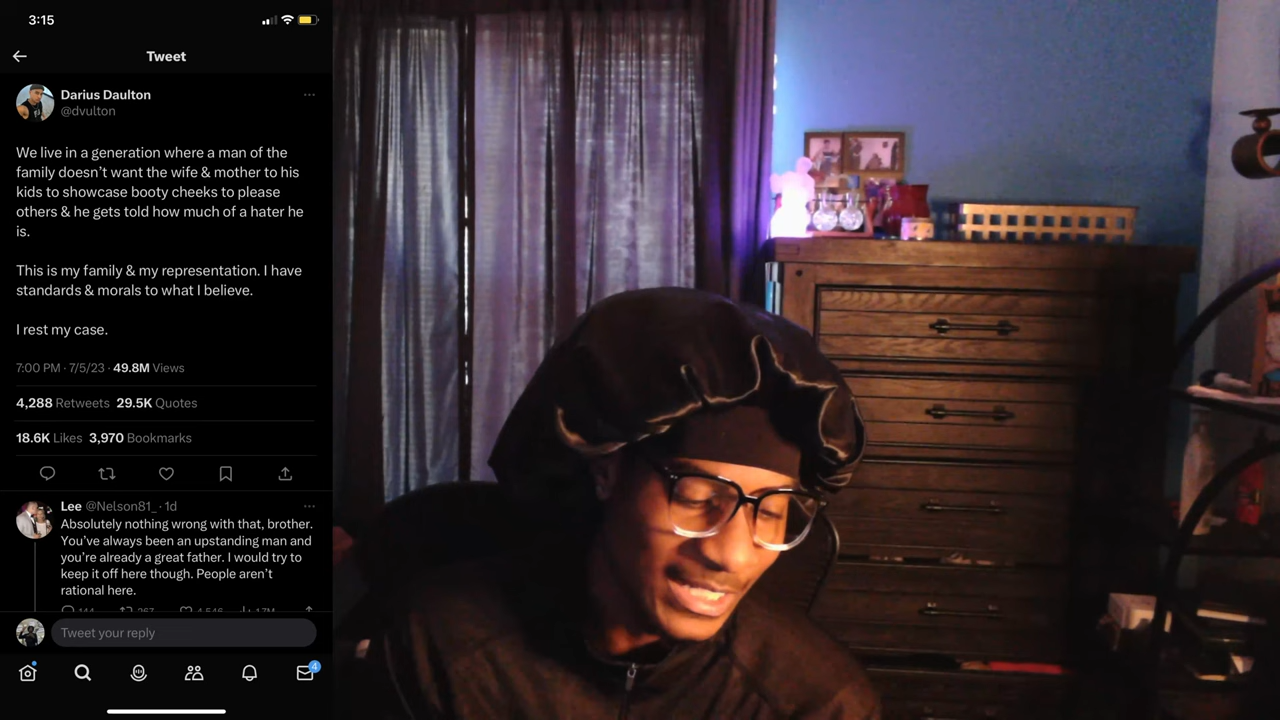 3:15
Tweet
Darius Daulton
@dvulton
We live in a generation where a man of the
family doesn’t want the wife & mother to his
kids to showcase booty cheeks to please
others & he gets told how much of a hater he
is.
This is my family & my representation. I have
standards & morals to what I believe.
I rest my case.
7:00 PM · 7/5/23 · 49.8M Views
4,288 Retweets 29.5K Quotes
18.6K Likes 3,970 Bookmarks
Lee @Nelson81_ · 1d
Absolutely nothing wrong with that, brother.
You’ve always been an upstanding man and
you’re already a great father. I would try to
keep it off here though. People aren’t
rational here.
Tweet your reply
4